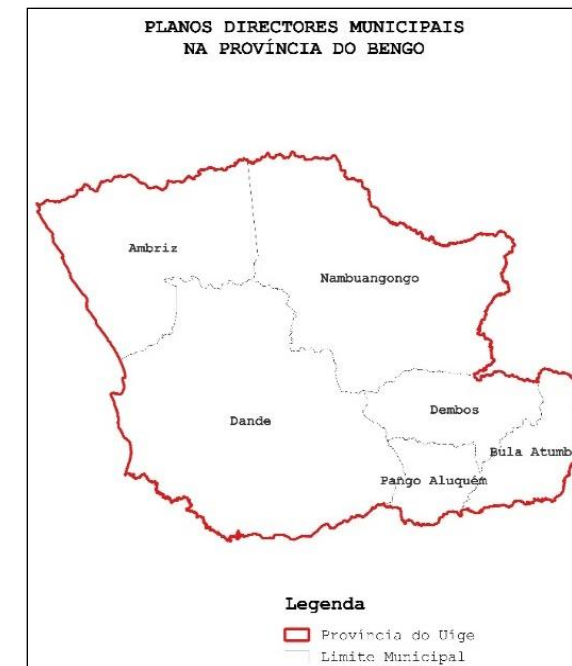 PLANOS DIRECTORES MUNICIPAIS
NA PROVÍNCIA DO BENGO
Ambriz
Nambuangongo
Dembos
Dande
Bula Atumb
Pango Aluquém
Legenda
Província do Uíge
Limite Municipal